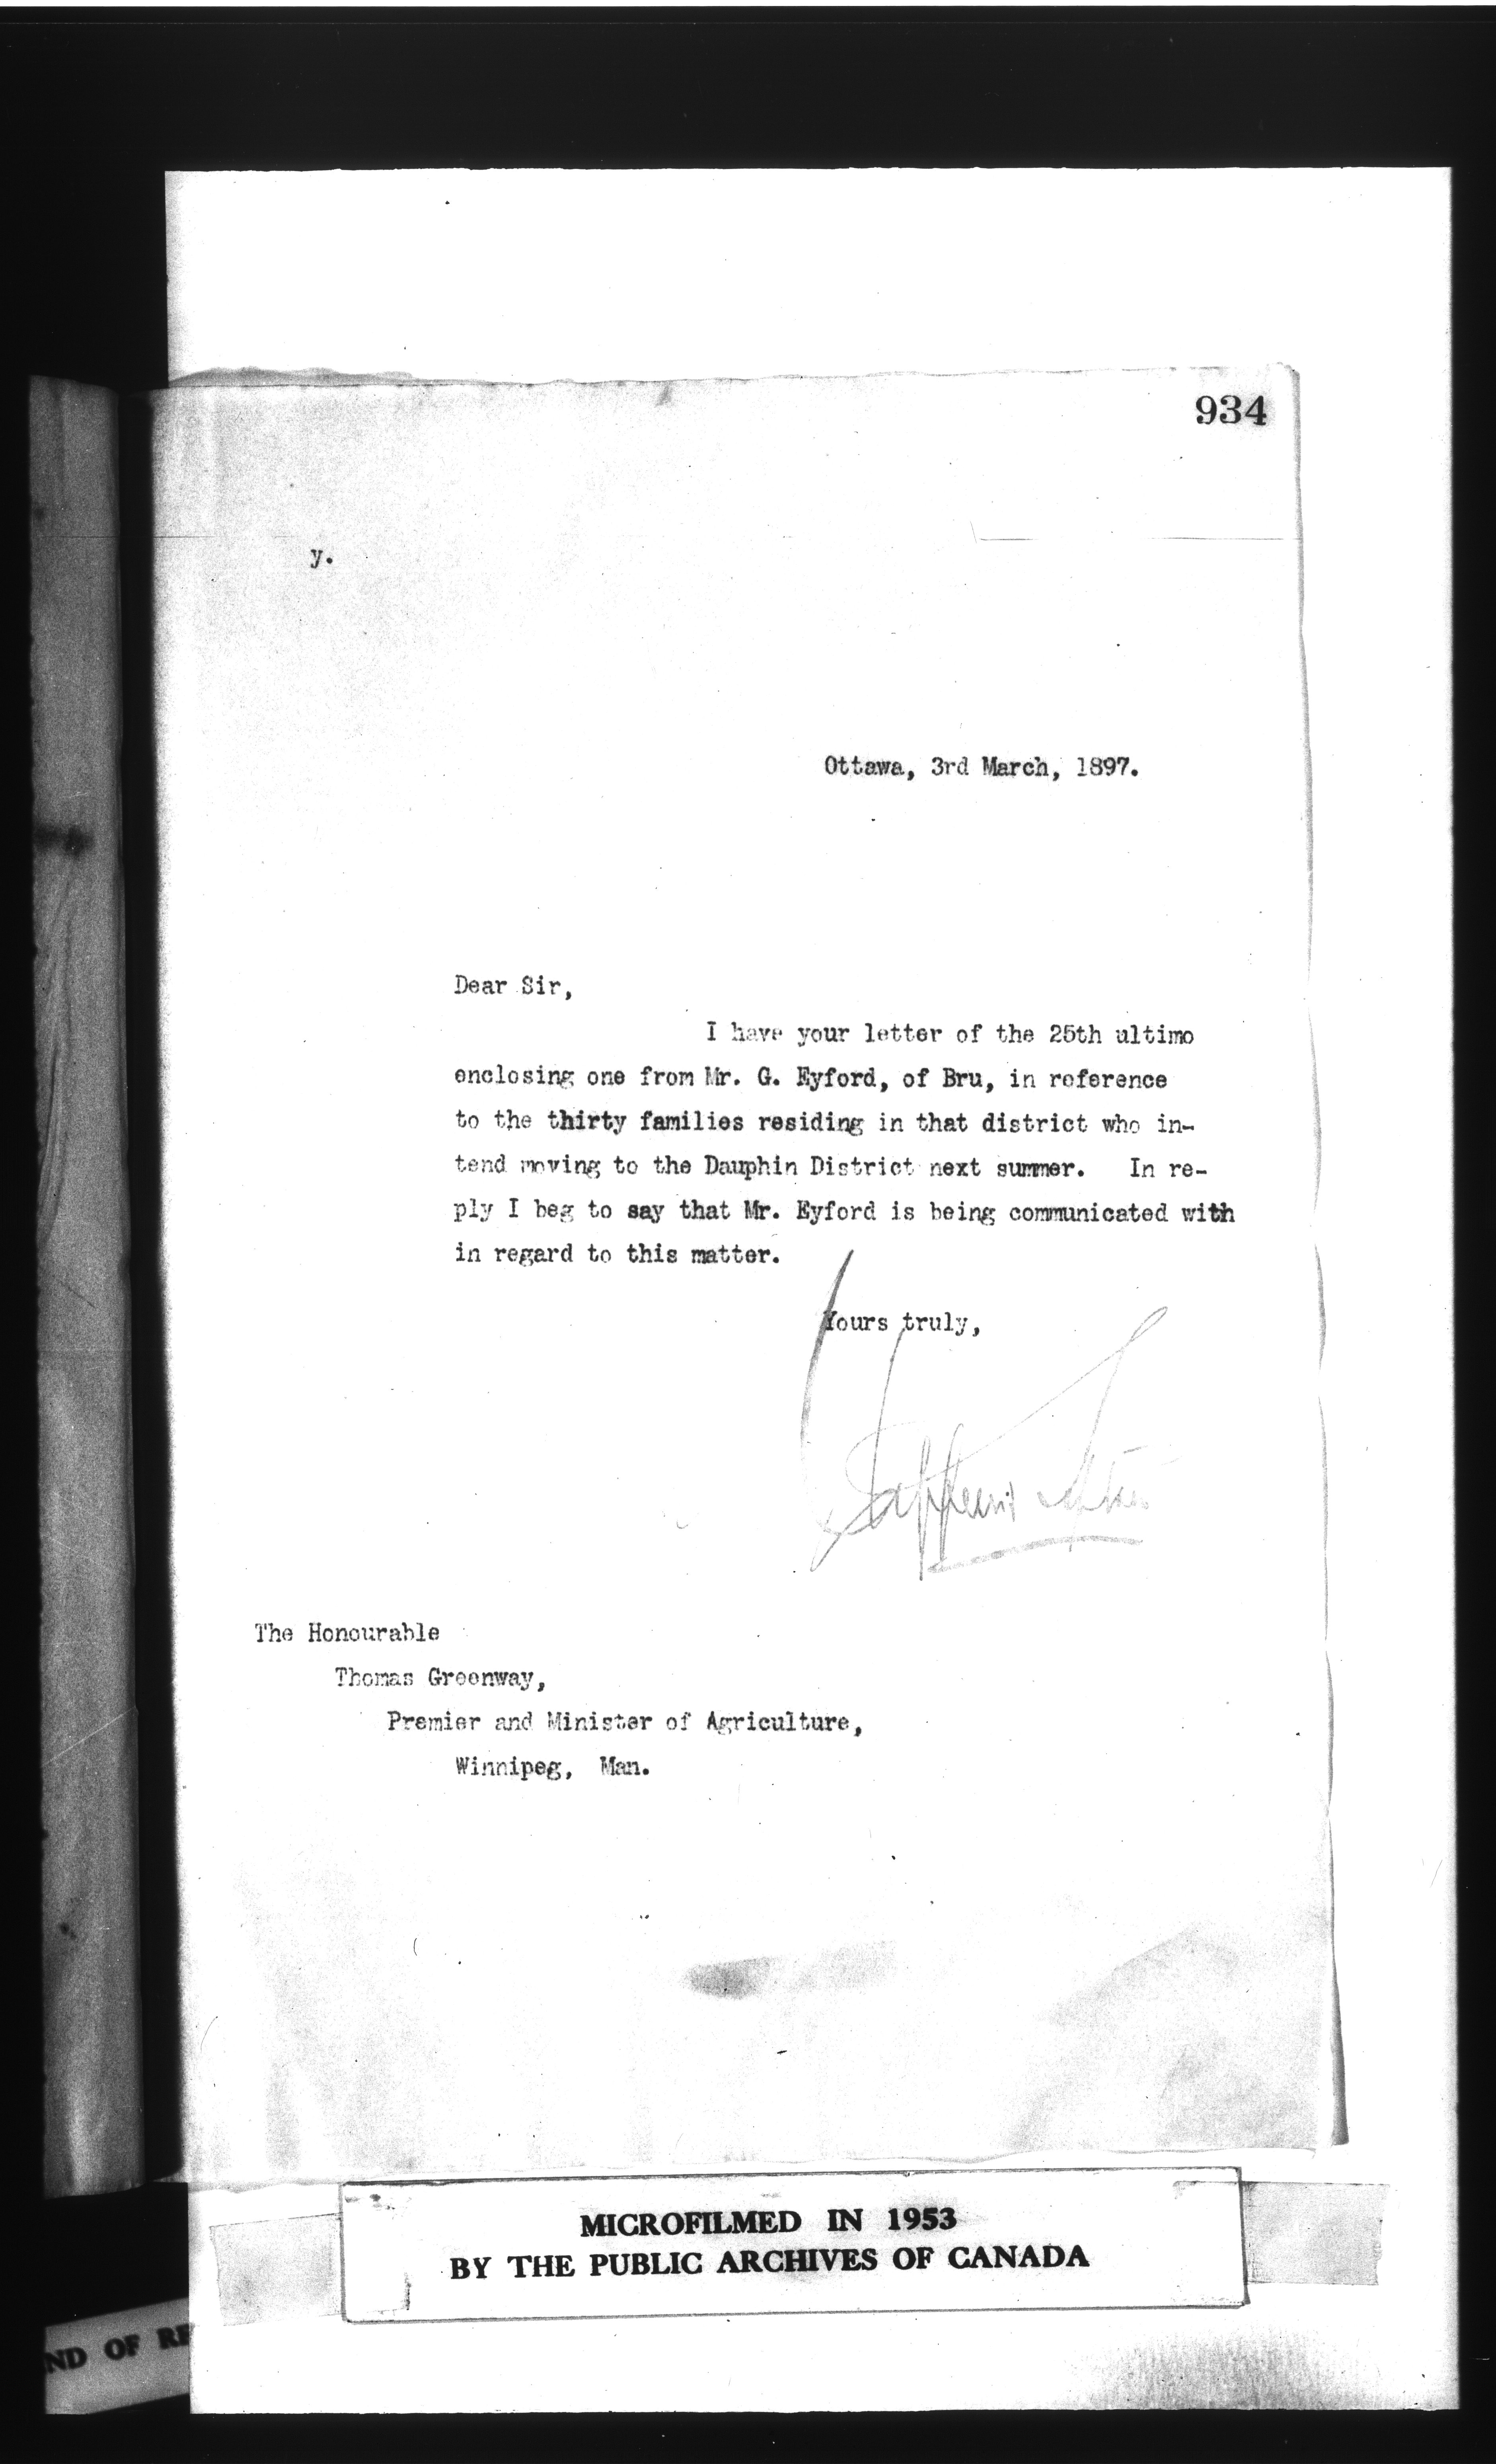 934
y.
Ottawa, 3rd March, 1897.
Dear Sir,
I have your letter of the 25th ultimo
enclosing one from Mr. G. Eyford, of Bru, in reference
to the thirty families residing in that district who in-
tend moving to the Dauphin District next summer. In re-
ply I beg to say that Mr. Eyford is being communicated with
in regard to this matter.
Yours truly,
The Honourable
Thomas Greenway,
Premier and Minister of Agriculture,
Winnipeg, Man.
MICROFILMED IN 1953
BY THE PUBLIC ARCHIVES OF CANADA
ND OF RE